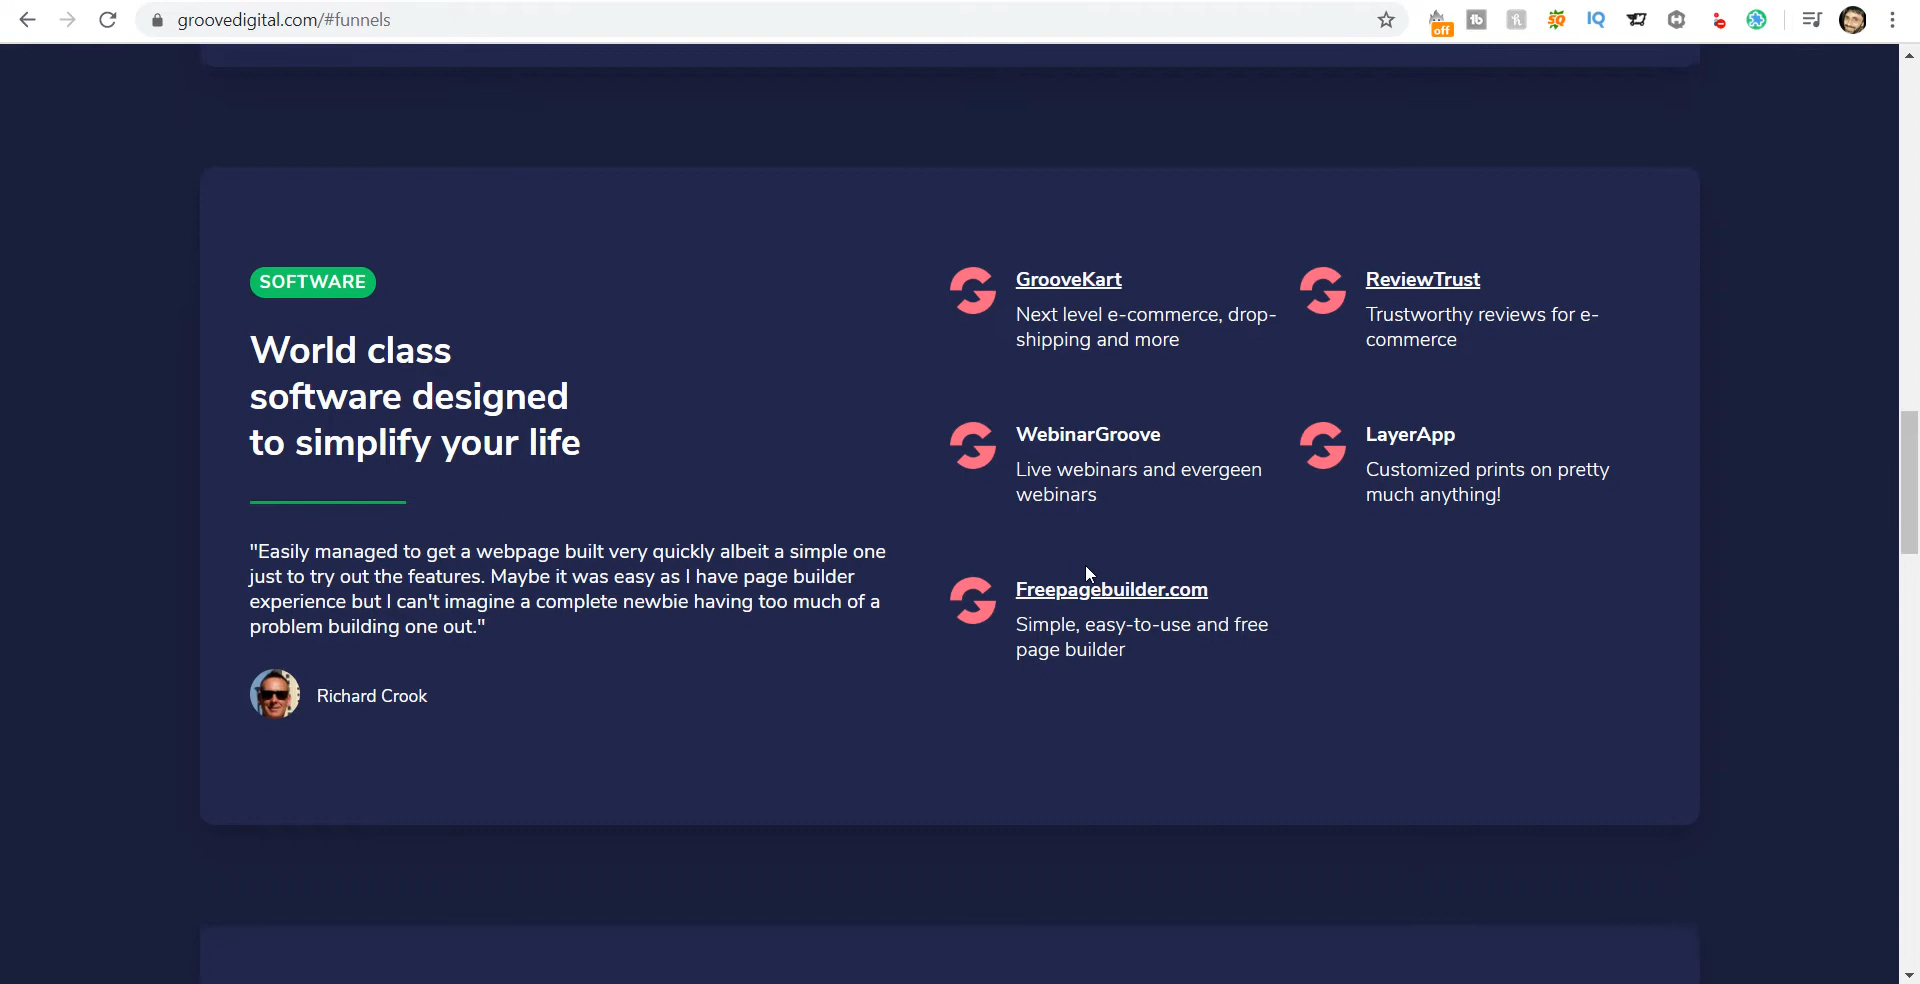 groovedigital.com/#funnels
off
SOFTWARE
World class
software designed
to simplify your life
"Easily managed to get a webpage built very quickly albeit a simple one
just to try out the features. Maybe it was easy as I have page builder
experience but I can't imagine a complete newbie having too much of a
problem building one out."
Richard Crook
GrooveKart
Next level e-commerce, drop-
shipping and more
ReviewTrust
Trustworthy reviews for e-
commerce
WebinarGroove
Live webinars and evergeen
webinars
LayerApp
Customized prints on pretty
much anything!
Freepagebuilder.com
Simple, easy-to-use and free
page builder